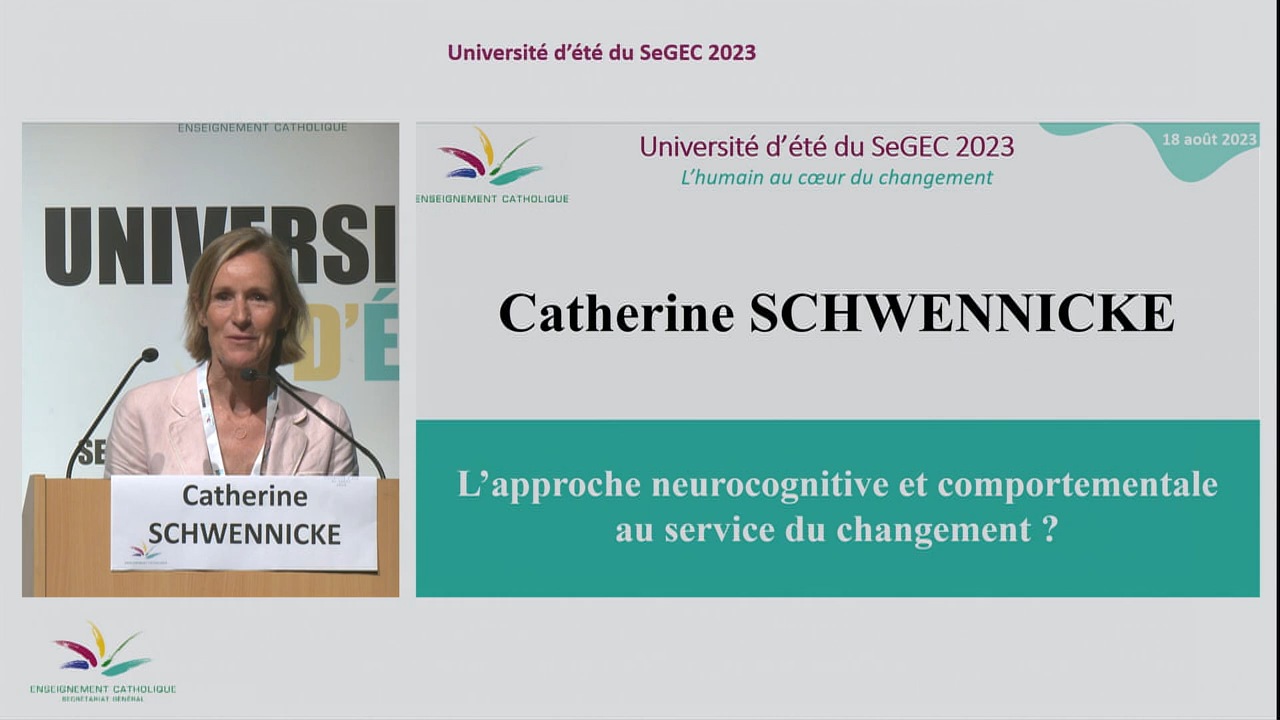 Université d'été du SeGEC 2023
ENSEIGNEMENT CATHOLIQUE
UNIVERSI
D'É
SE
Catherine
SCHWENNICKE
ENSEIGNEMENT CATHOLIQUE
Université d'été du SeGEC 2023
L'humain au cœur du changement
18 août 2023
Catherine SCHWENNICKE
L'approche neurocognitive et comportementale
au service du changement ?
ENSEIGNEMENT CATHOLIQUE
SECRÉTARIAT GÉNÉRAL